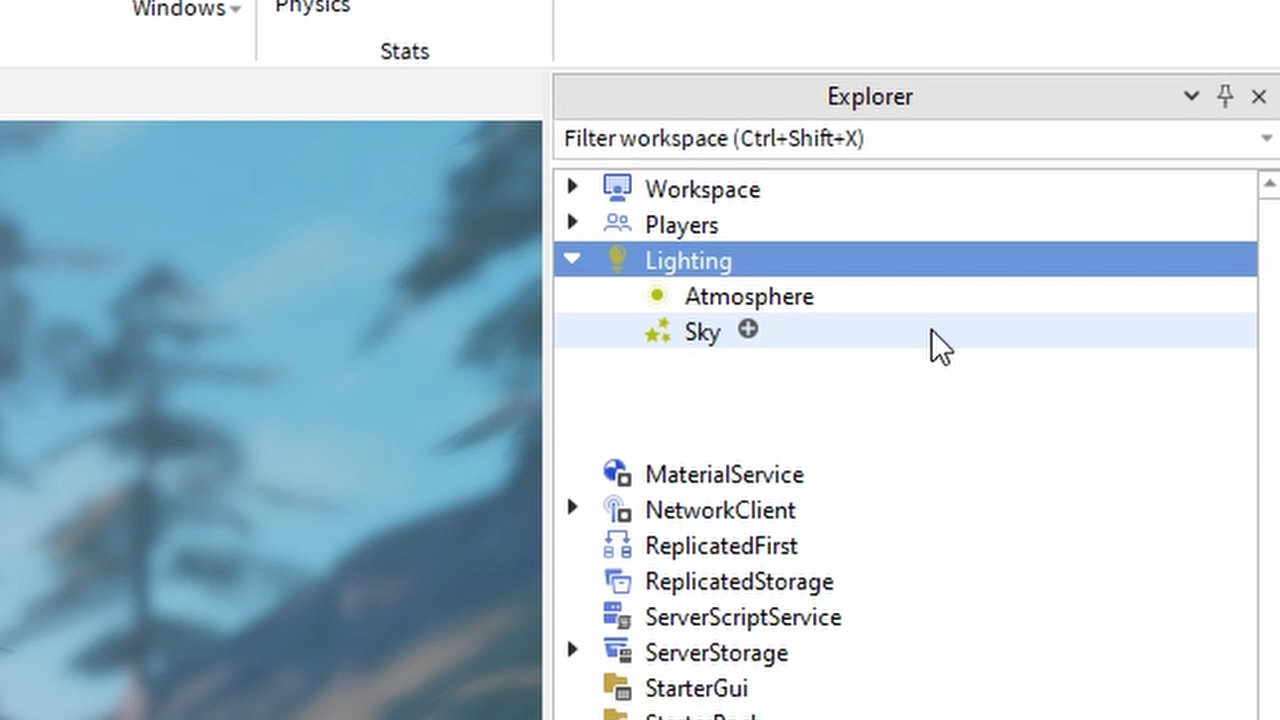 Windows
Physics
Stats
Explorer
Filter workspace (Ctrl+Shift+X)
Workspace
Players
Lighting
Atmosphere
Sky
MaterialService
NetworkClient
ReplicatedFirst
ReplicatedStorage
ServerScriptService
ServerStorage
StarterGui